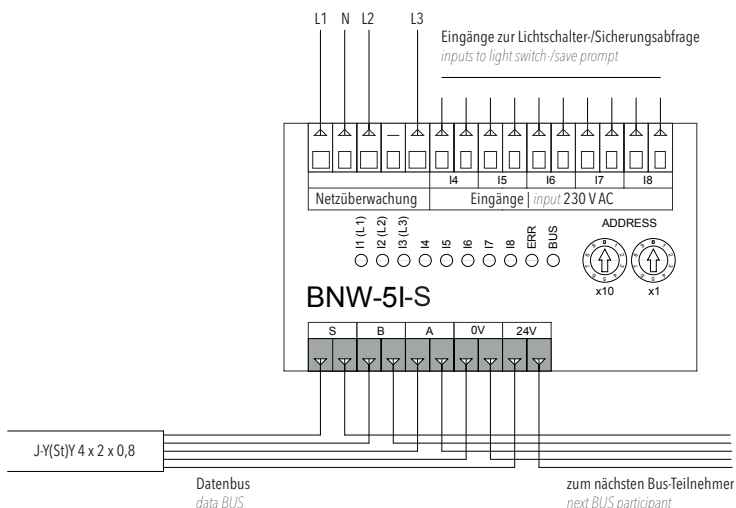 L1 N L2 L3
Eingänge zur Lichtschalter-/Sicherungsabfrage
inputs to light switch-/save prompt
I4 I5 I6 I7 I8
Netzüberwachung Eingänge | input 230 V AC
I1 (L1) I2 (L2) I3 (L3) I4 I5 I6 I7 I8 ERR BUS
ADDRESS
x10 x1
BNW-5I-S
S B A 0V 24V
J-Y(St)Y 4 x 2 x 0,8
Datenbus
data BUS
zum nächsten Bus-Teilnehmer
next BUS participant